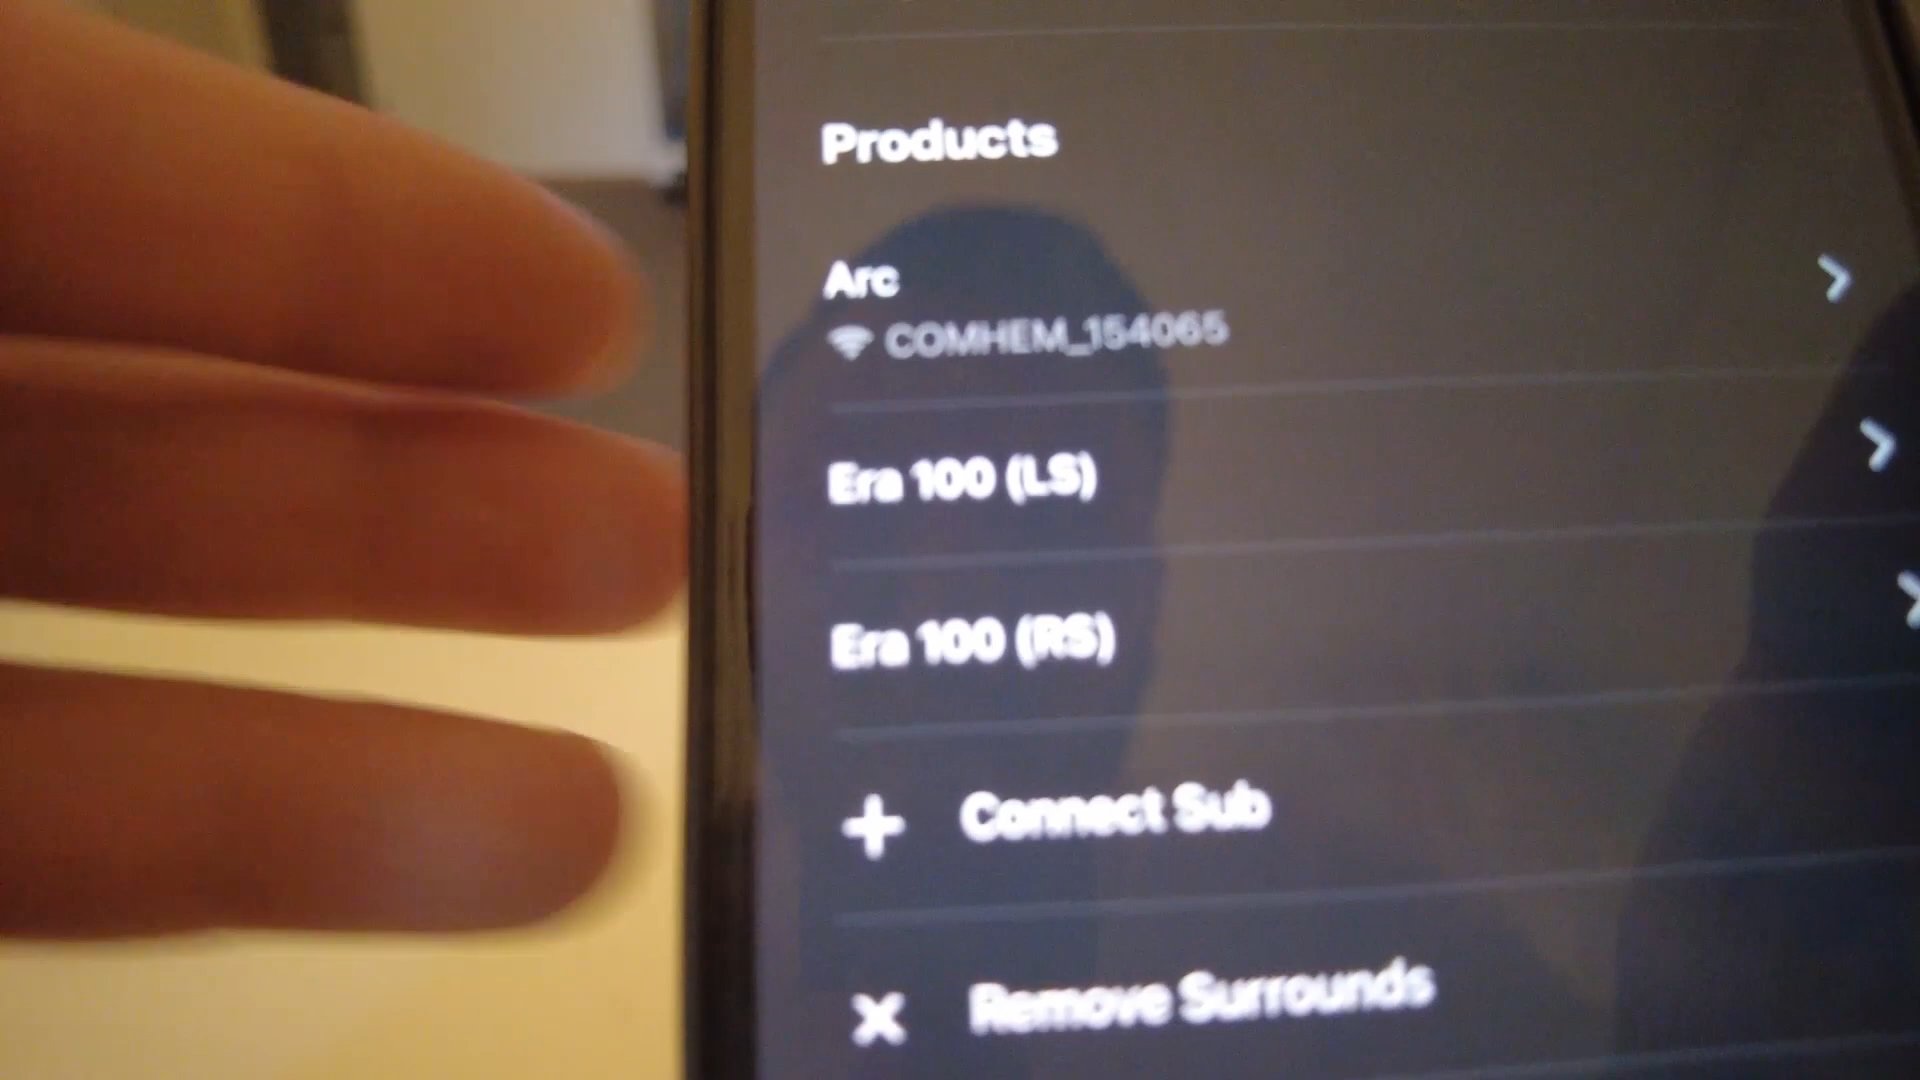 Products
Arc
COMHEM_154065
Era 100 (LS)
Era 100 (RS)
Connect Sub
Remove Surrounds